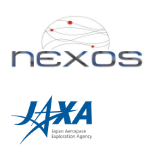 nexos
JAXA
Japan Aerospace
Exploration Agency